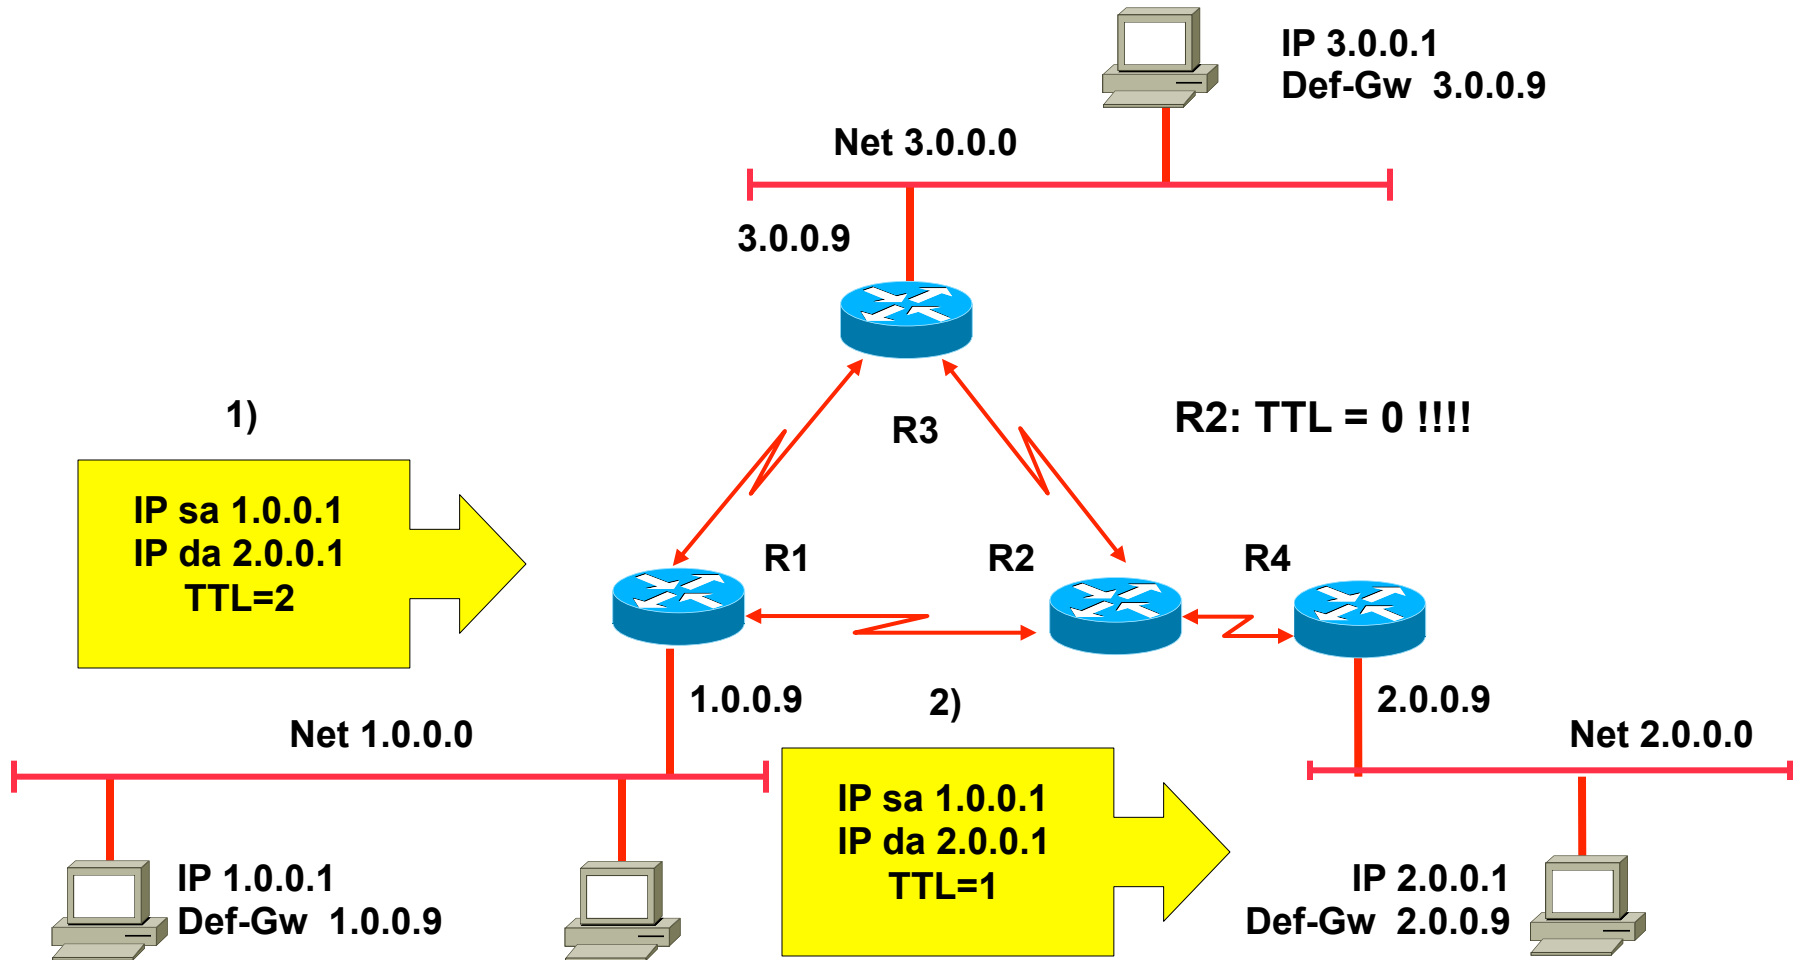 IP 3.0.0.1
Def-Gw 3.0.0.9
Net 3.0.0.0
3.0.0.9
1)
R3
R2: TTL = 0 !!!!
IP sa 1.0.0.1
IP da 2.0.0.1
TTL=2
R1
R2
R4
1.0.0.9
2)
2.0.0.9
Net 1.0.0.0
Net 2.0.0.0
IP sa 1.0.0.1
IP da 2.0.0.1
TTL=1
IP 1.0.0.1
Def-Gw 1.0.0.9
IP 2.0.0.1
Def-Gw 2.0.0.9